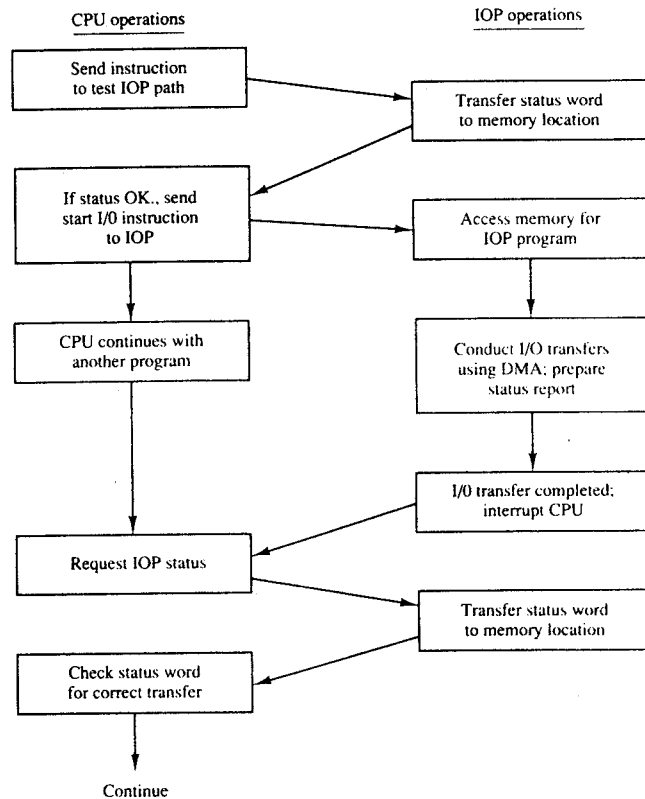 CPU operations
IOP operations
Send instruction
to test IOP path
Transfer status word
to memory location
If status OK., send
start I/0 instruction
to IOP
Access memory for
IOP program
CPU continues with
another program
Conduct I/O transfers
using DMA; prepare
status report
I/0 transfer completed;
interrupt CPU
Request IOP status
Transfer status word
to memory location
Check status word
for correct transfer
Continue